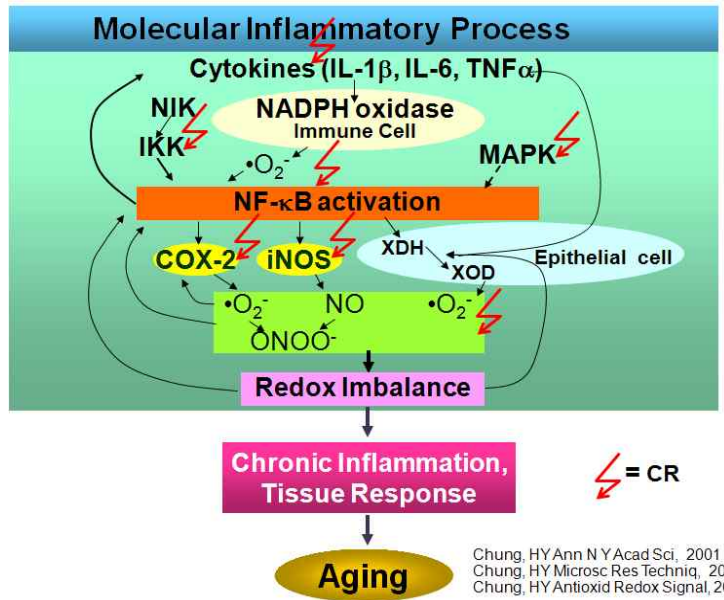 Molecular Inflammatory Process
Cytokines (IL-1β, IL-6, TNFα)
NIK
NADPH oxidase
Immune Cell
IKK
MAPK
•O₂⁻
NF-κB activation
XDH
COX-2
iNOS
XOD
Epithelial cell
•O₂⁻
NO
•O₂⁻
ONOO⁻
Redox Imbalance
Chronic Inflammation,
Tissue Response
= CR
Aging
Chung, HY Ann N Y Acad Sci, 2001
Chung, HY Microsc Res Techniq, 20
Chung, HY Antioxid Redox Signal, 20